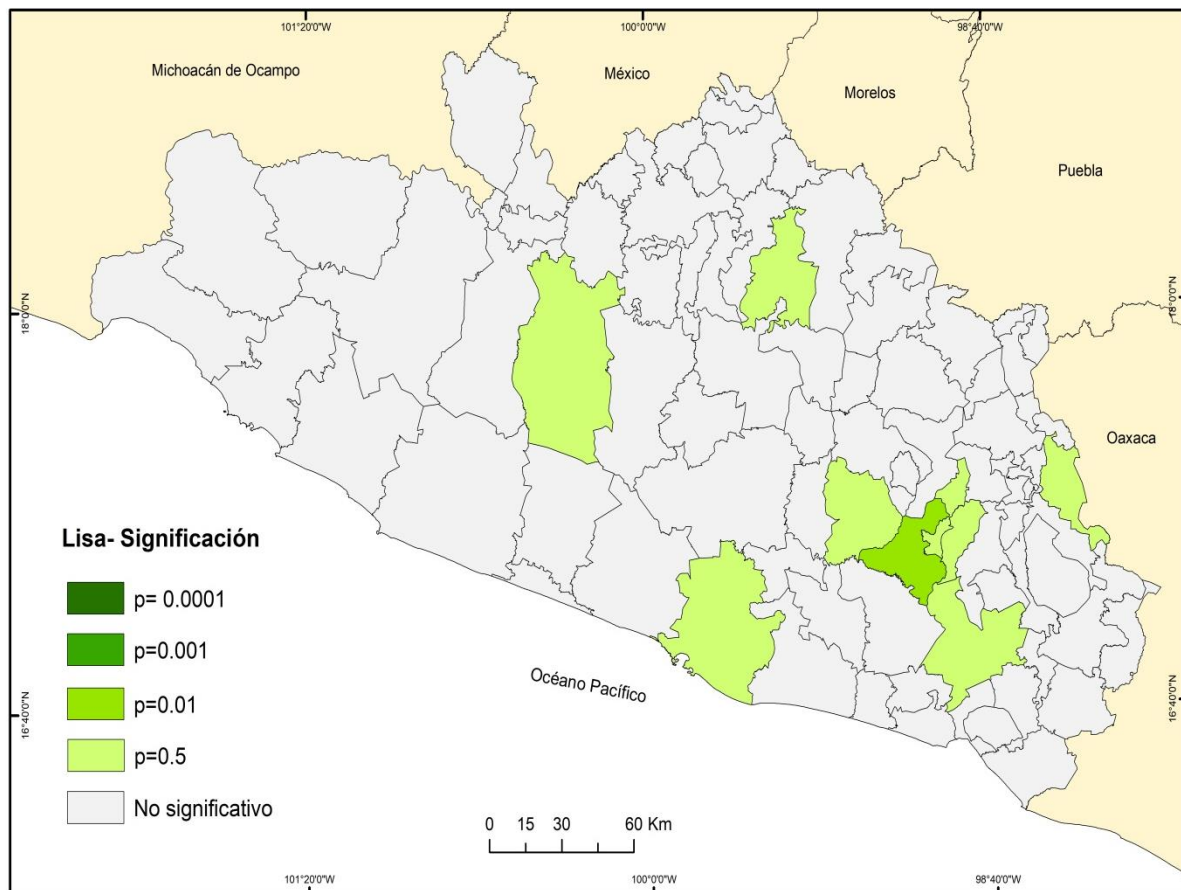 101°20'0"W
100°0'0"W
98°40'0"W
Michoacán de Ocampo
México
Morelos
Puebla
18°0'0"N
18°0'0"N
Oaxaca
Lisa- Significación
p= 0.0001
p=0.001
p=0.01
p=0.5
No significativo
Océano Pacífico
16°40'0"N
16°40'0"N
0 15 30 60 Km
101°20'0"W
100°0'0"W
98°40'0"W